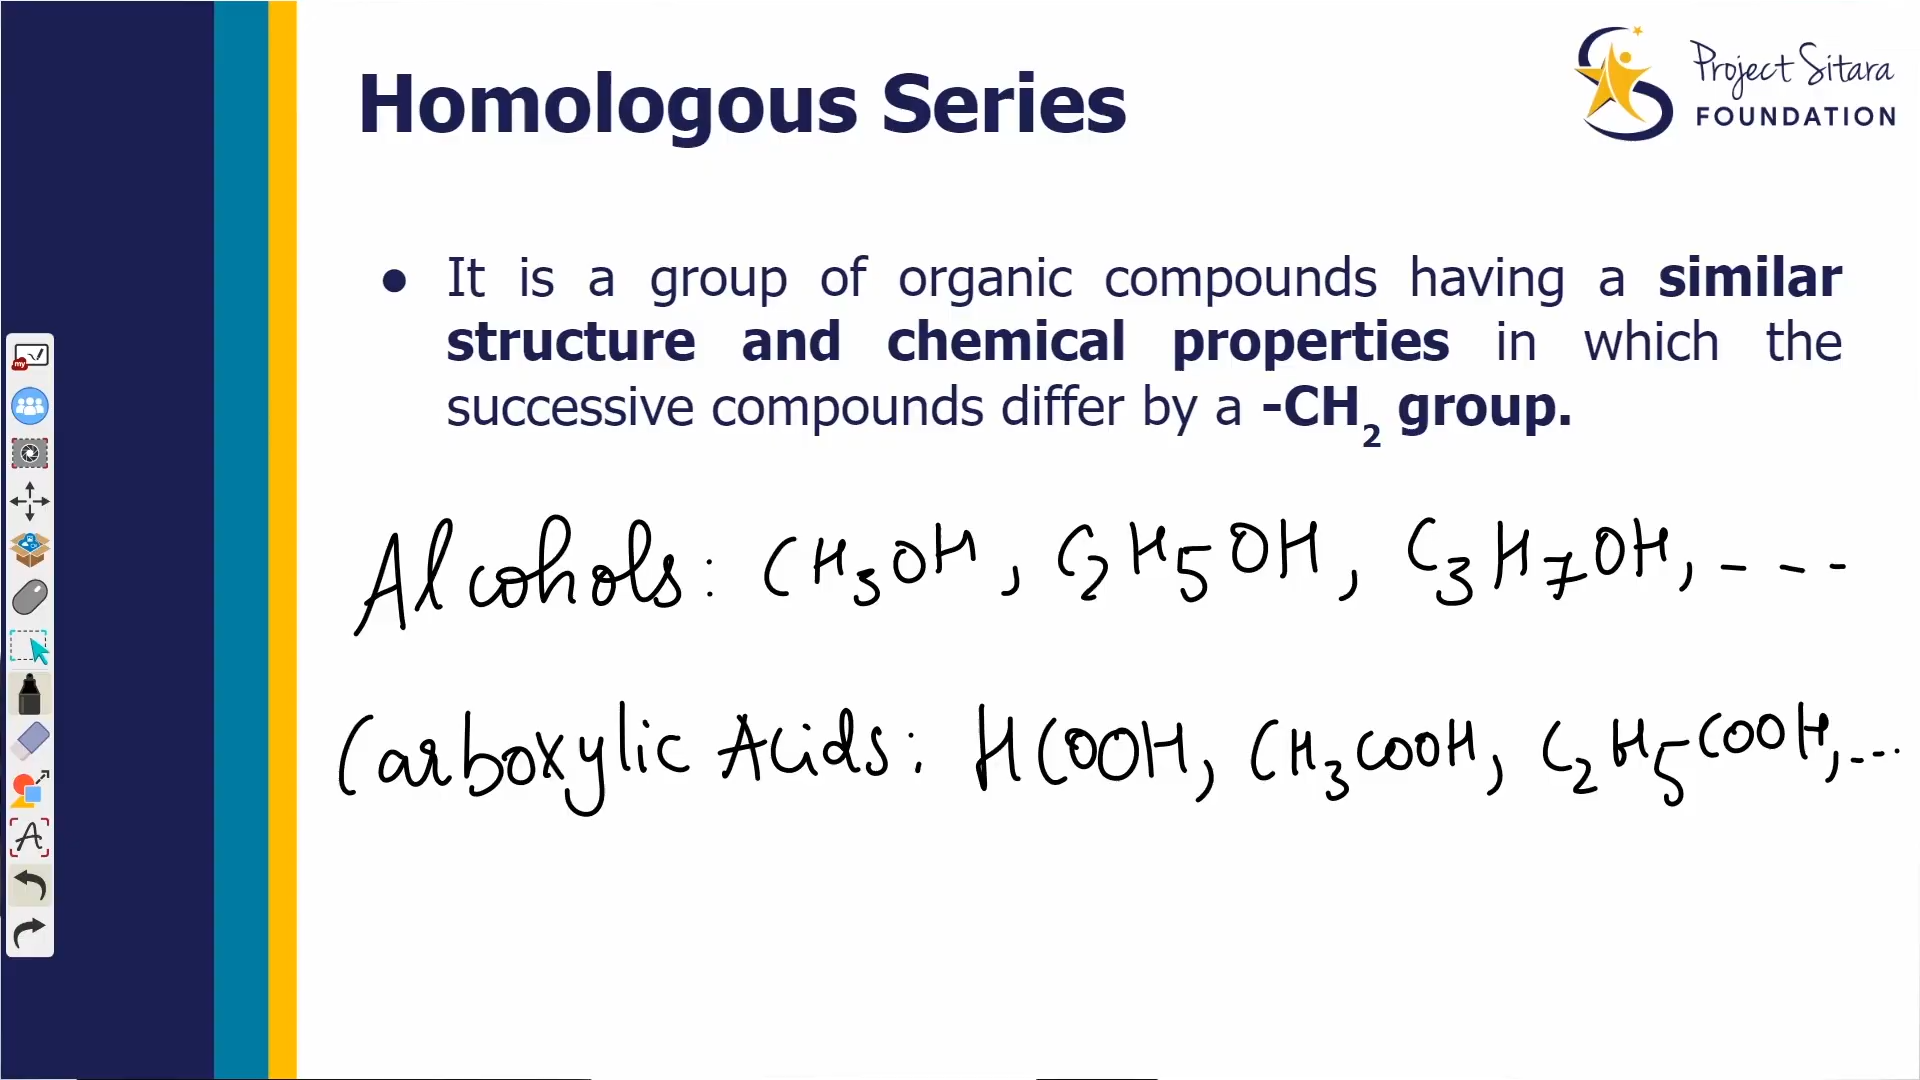 Homologous Series
Project Sitara
FOUNDATION
● It is a group of organic compounds having a similar
structure and chemical properties in which the
successive compounds differ by a -CH₂ group.
Alcohols: CH₃OH, C₂H₅OH, C₃H₇OH, - - -
Carboxylic Acids: HCOOH, CH₃COOH, C₂H₅COOH, ...
my
A